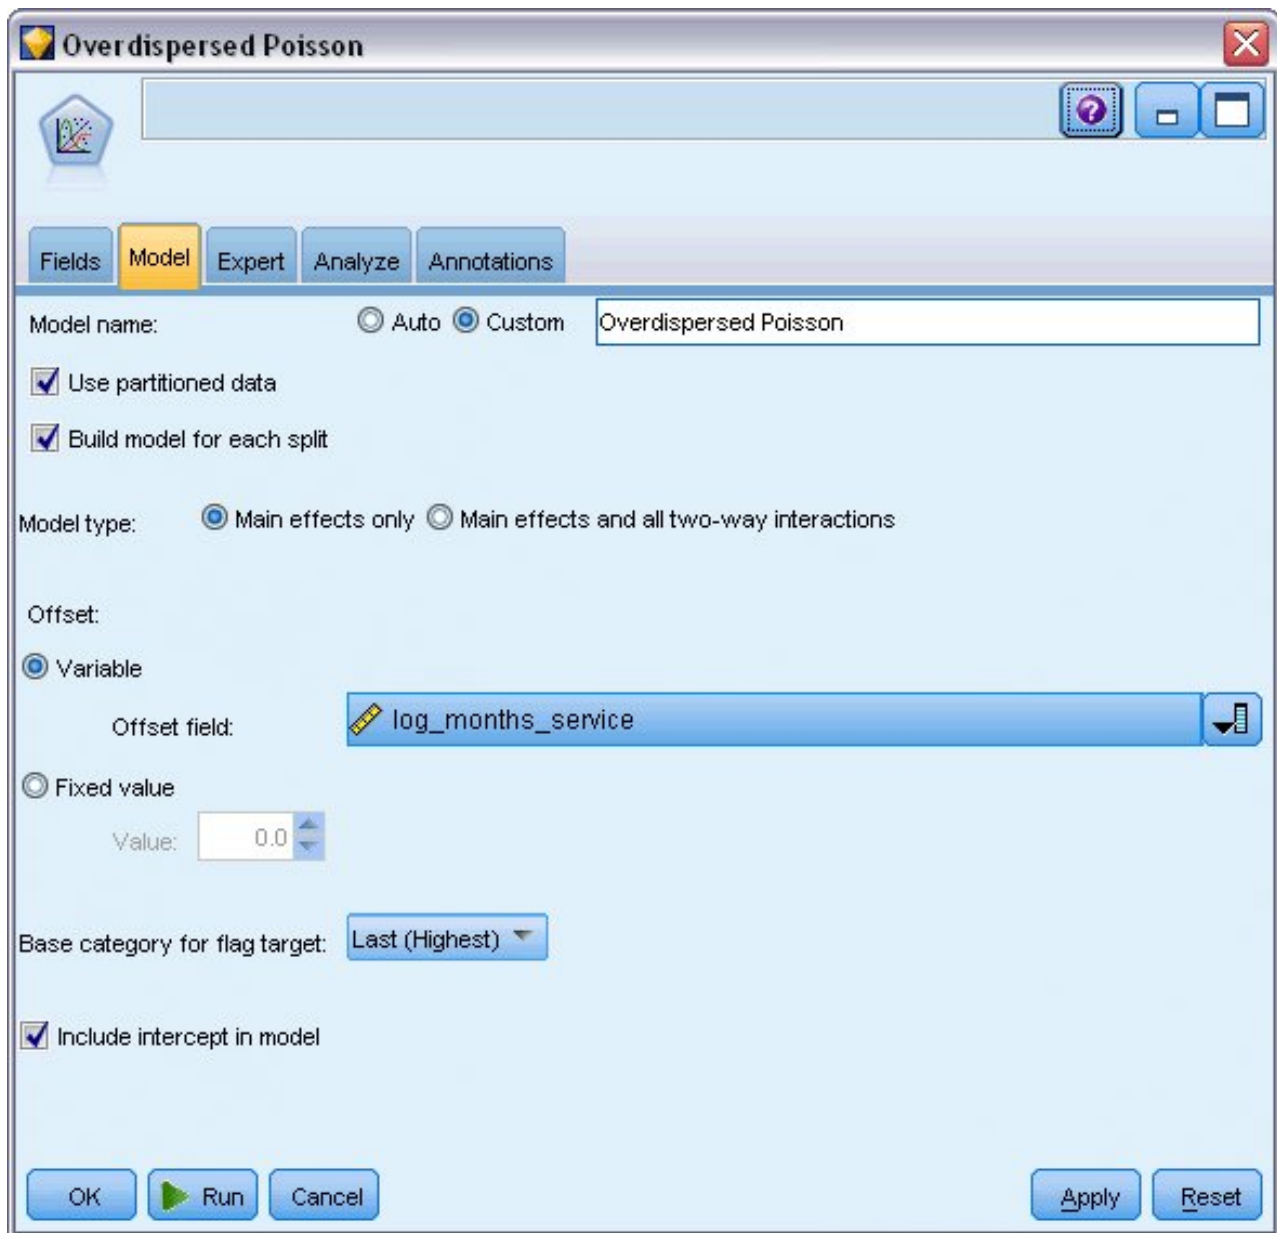 Overdispersed Poisson
Fields Model Expert Analyze Annotations
Model name: Auto Custom Overdispersed Poisson
Use partitioned data
Build model for each split
Model type: Main effects only Main effects and all two-way interactions
Offset:
Variable
Offset field: log_months_service
Fixed value
Value: 0.0
Base category for flag target: Last (Highest)
Include intercept in model
OK Run Cancel Apply Reset